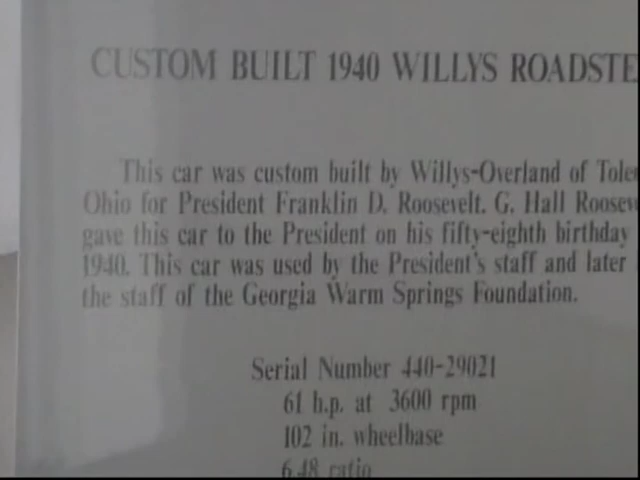 CUSTOM BUILT 1940 WILLYS ROADSTE
This car was custom built by Willys-Overland of Tole
Ohio for President Franklin D. Roosevelt. G. Hall Roosev
gave this car to the President on his fifty-eighth birthday
1940. This car was used by the President's staff and later
the staff of the Georgia Warm Springs Foundation.
Serial Number 440-29021
61 h.p. at 3600 rpm
102 in. wheelbase
6.48 ratio